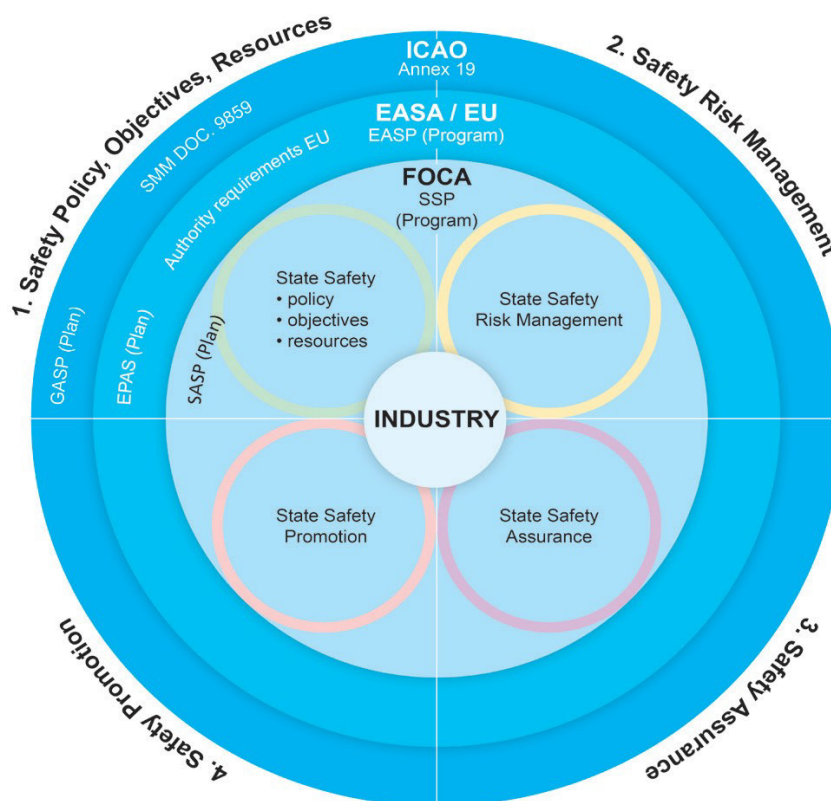 1. Safety Policy, Objectives, Resources
2. Safety Risk Management
ICAO
Annex 19
SMM DOC. 9859
GASP (Plan)
EASA / EU
EASP (Program)
Authority requirements EU
EPAS (Plan)
FOCA
SSP
(Program)
SASP (Plan)
State Safety
• policy
• objectives
• resources
State Safety
Risk Management
INDUSTRY
State Safety
Promotion
State Safety
Assurance
4. Safety Promotion
3. Safety Assurance